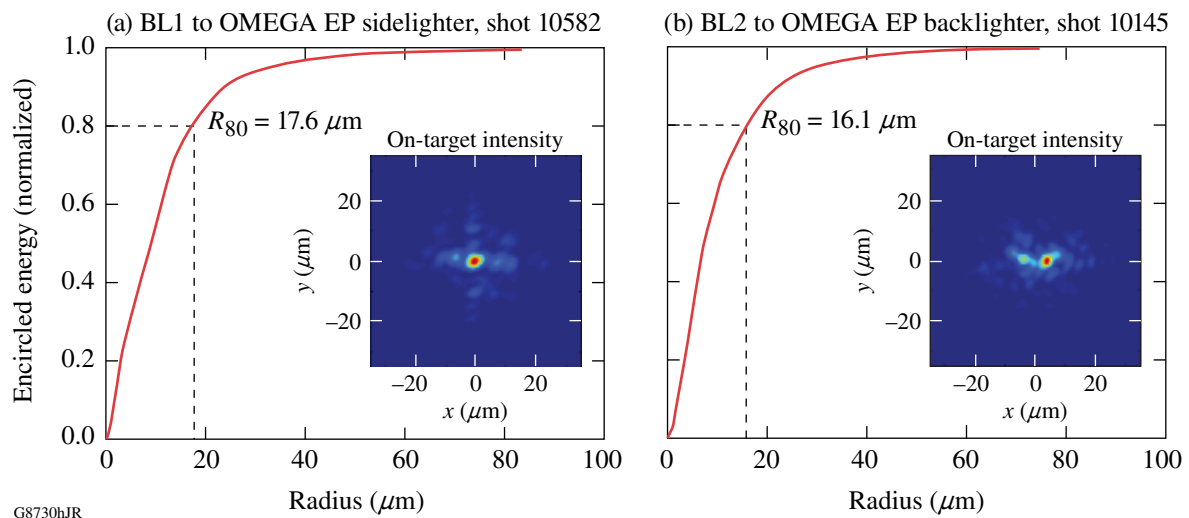 (a) BL1 to OMEGA EP sidelighter, shot 10582
1.0
0.8
0.6
0.4
0.2
0.0
Encircled energy (normalized)
R80 = 17.6 μm
On-target intensity
20
0
–20
y (μm)
–20 0 20
x (μm)
0 20 40 60 80 100
Radius (μm)
(b) BL2 to OMEGA EP backlighter, shot 10145
R80 = 16.1 μm
On-target intensity
20
0
–20
y (μm)
–20 0 20
x (μm)
0 20 40 60 80 100
Radius (μm)
G8730hJR